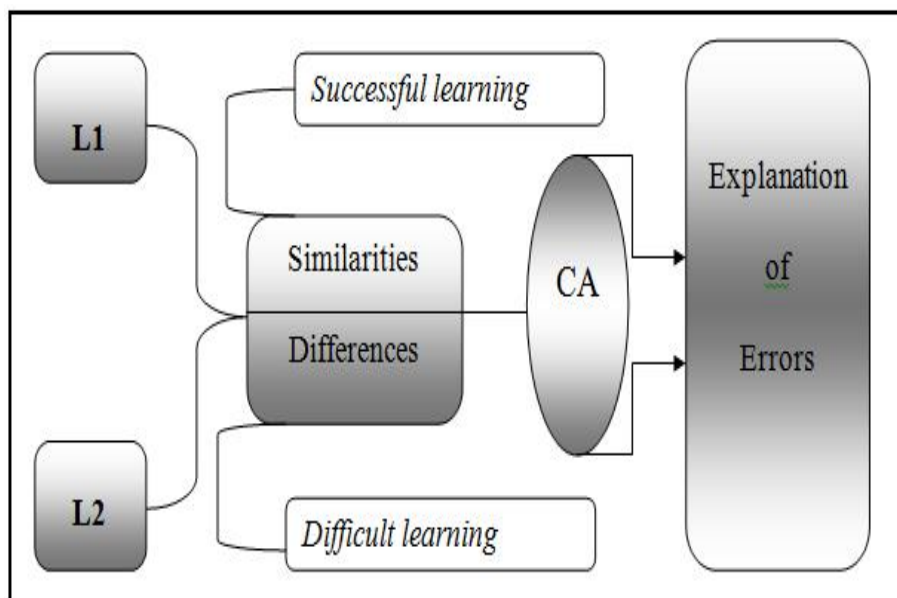 L1
Successful learning
Similarities
Differences
CA
Explanation
of
Errors
L2
Difficult learning